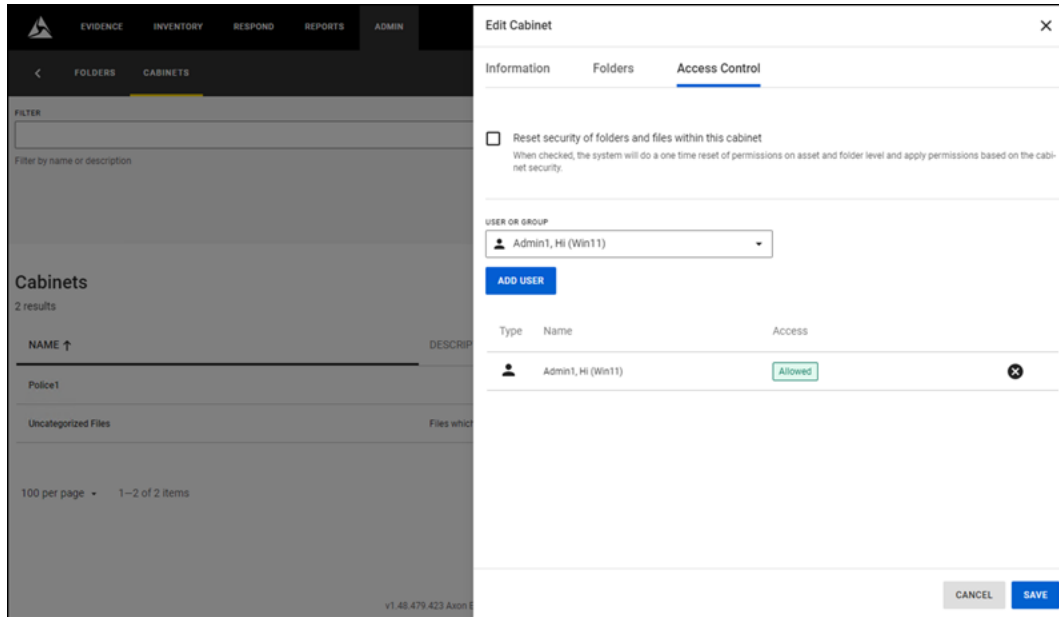 EVIDENCE INVENTORY RESPOND REPORTS ADMIN
FOLDERS CABINETS
FILTER
Filter by name or description
Cabinets
2 results
NAME DESCRIP
Police1
Uncategorized Files Files which
100 per page 1–2 of 2 items
v1.48.479.423 Axon E
Edit Cabinet
Information Folders Access Control
Reset security of folders and files within this cabinet
When checked, the system will do a one time reset of permissions on asset and folder level and apply permissions based on the cabi-
net security.
USER OR GROUP
Admin1, Hi (Win11)
ADD USER
Type Name Access
Admin1, Hi (Win11) Allowed
CANCEL SAVE